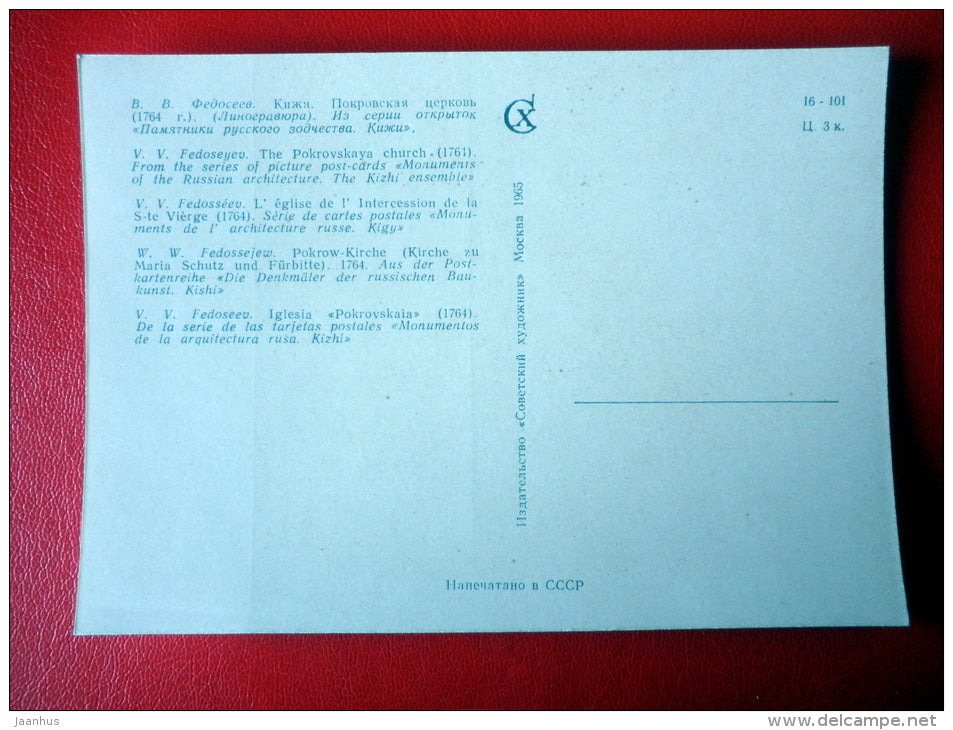 В. В. Федосеев. Кижи. Покровская церковь
(1764 г.). (Линогравюра). Из серии открыток
«Памятники русского зодчества. Кижи».
V. V. Fedoseyev. The Pokrovskaya church (1761).
From the series of picture post-cards «Monuments
of the Russian architecture. The Kizhi ensemble»
V. V. Fedosséev. L' église de l' Intercession de la
S-te Vièrge (1764). Série de cartes postales «Monu-
ments de l' architecture russe. Kigy»
W. W. Fedossejew. Pokrow-Kirche (Kirche zu
Maria Schutz und Fürbitte). 1764. Aus der Post-
kartenreihe «Die Denkmäler der russischen Bau-
kunst. Kishi»
V. V. Fedoseev. Iglesia «Pokrovskaia» (1764).
De la serie de las tarjetas postales «Monumentos
de la arquitectura rusa. Kizhi»
СХ
Издательство «Советский художник» Москва 1965
16 - 101
Ц. 3 к.
Напечатано в СССР
Jaanhus
www.delcampe.net